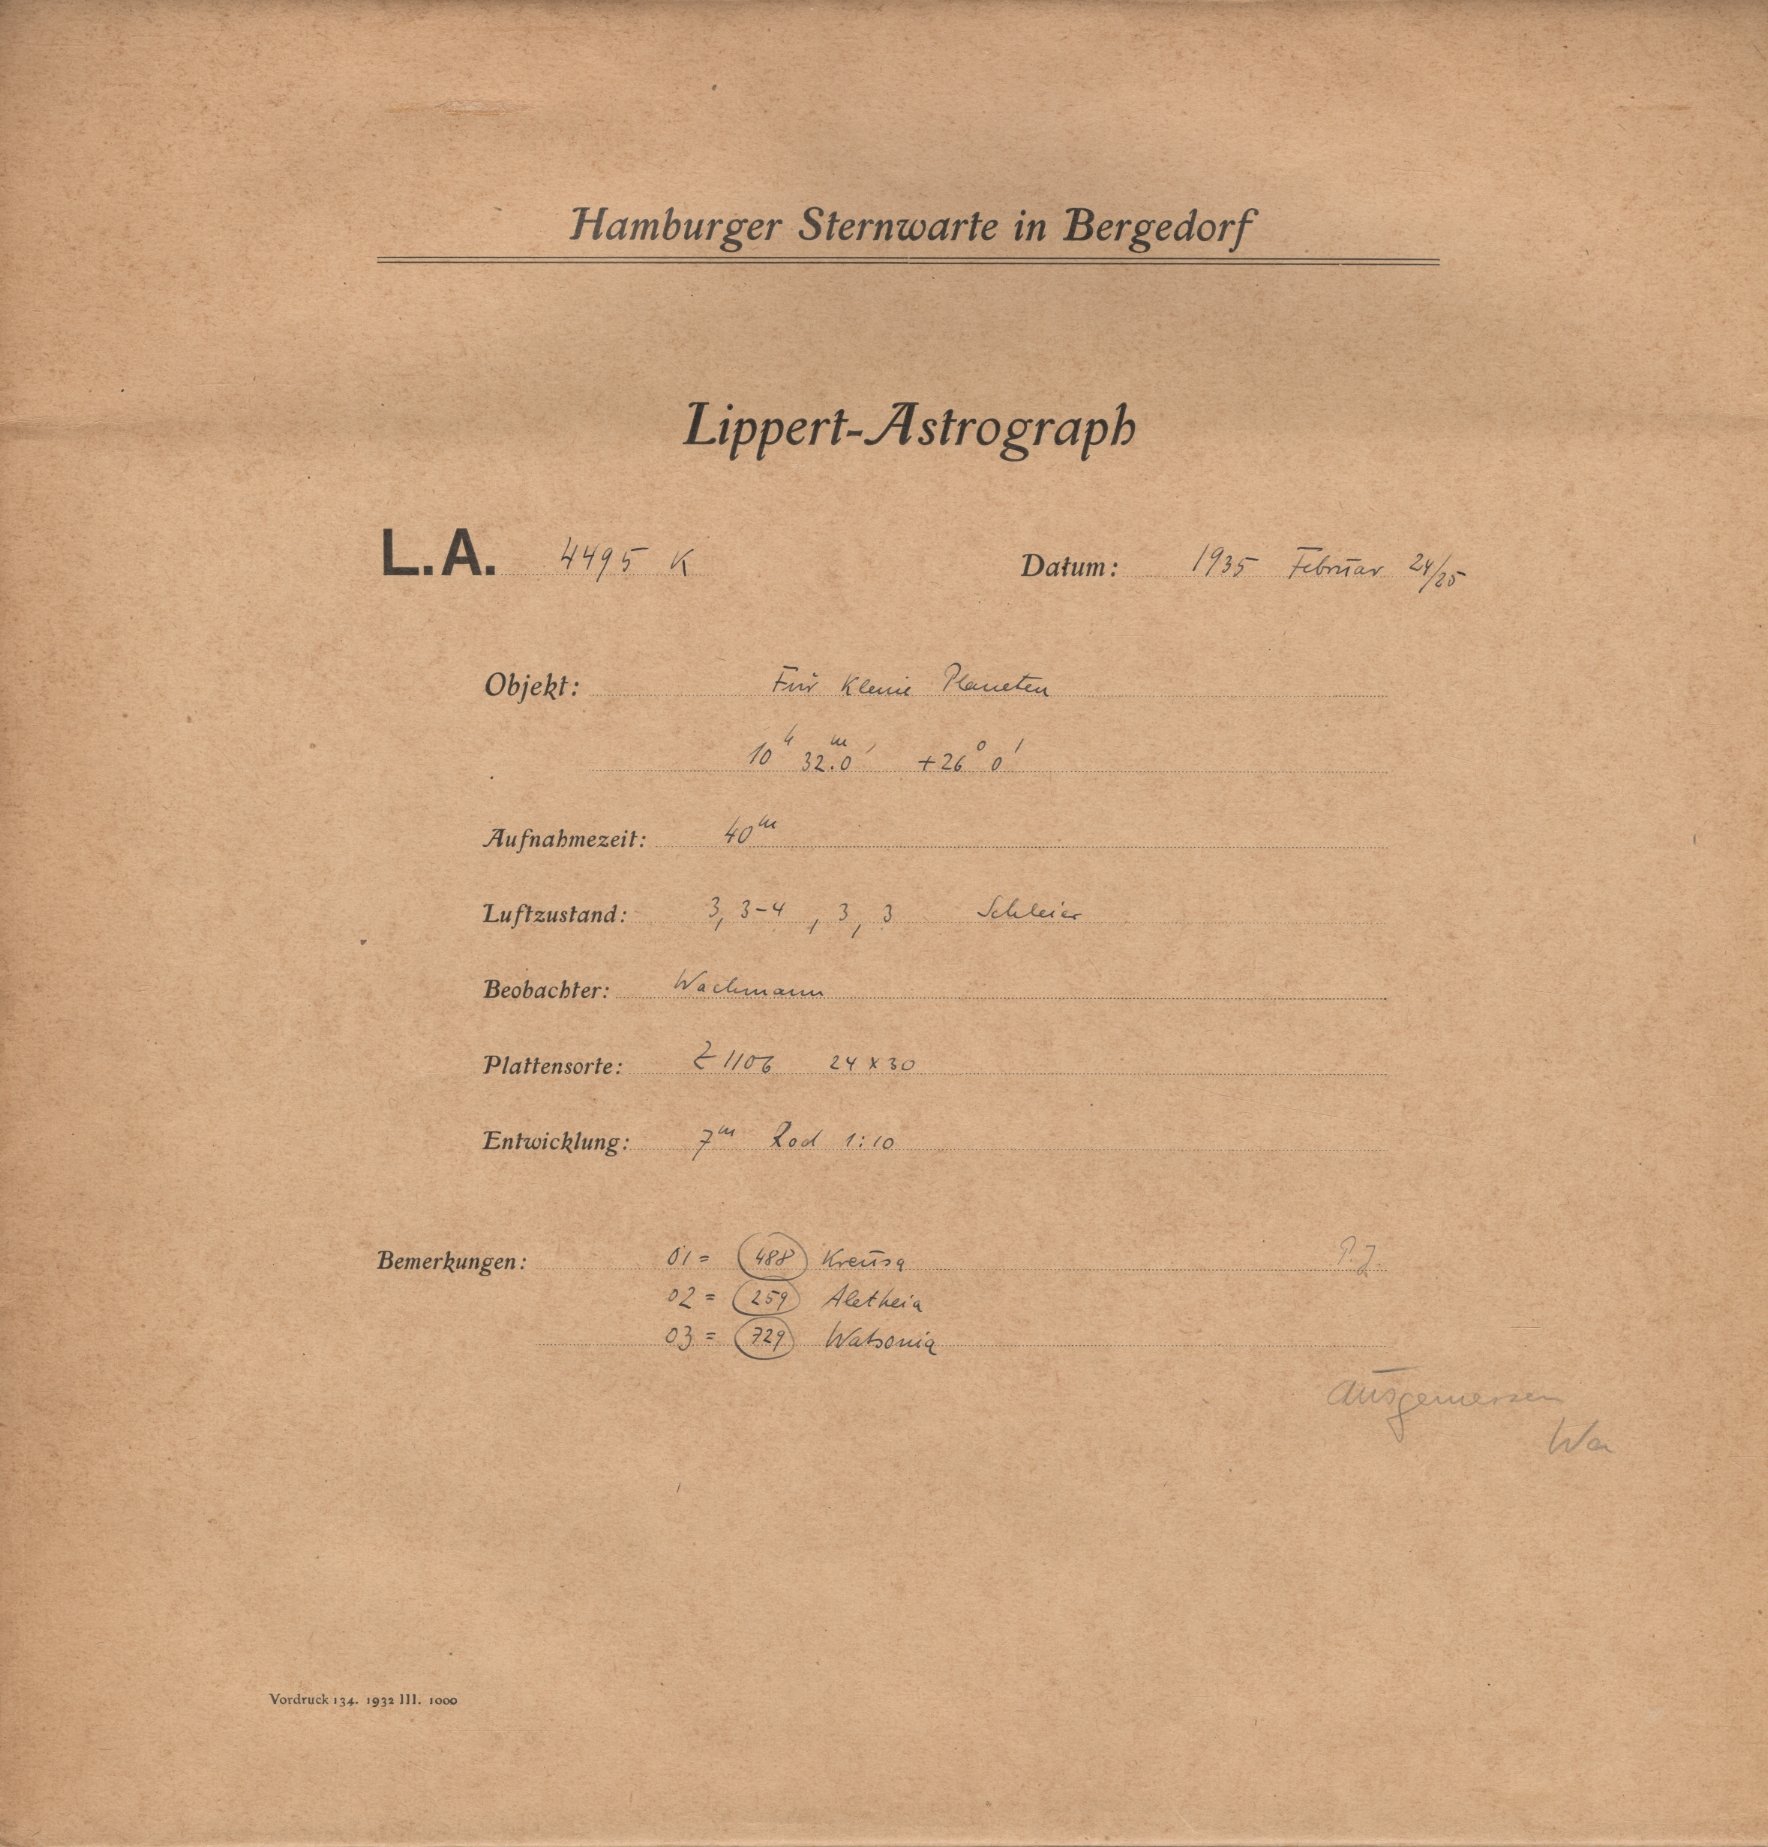 Hamburger Sternwarte in Bergedorf
Lippert-Astrograph
L.A. 4495 K Datum: 1935 Februar 24/25
Objekt: Für Kleine Planeten
10ʰ 32.0ᵐ +26° 0'
Aufnahmezeit: 40ᵐ
Luftzustand: 3, 3-4, 3, 3 Schleier
Beobachter: Wachmann
Plattensorte: Z 1106 24 x 30
Entwicklung: 7ᵐ Rod 1:10
Bemerkungen: 01 = 488 Kreusa P.J.
02 = 259 Aletheia
03 = 729 Watsonia
Ausgemessen
Wa
Vordruck 134. 1932 III. 1000